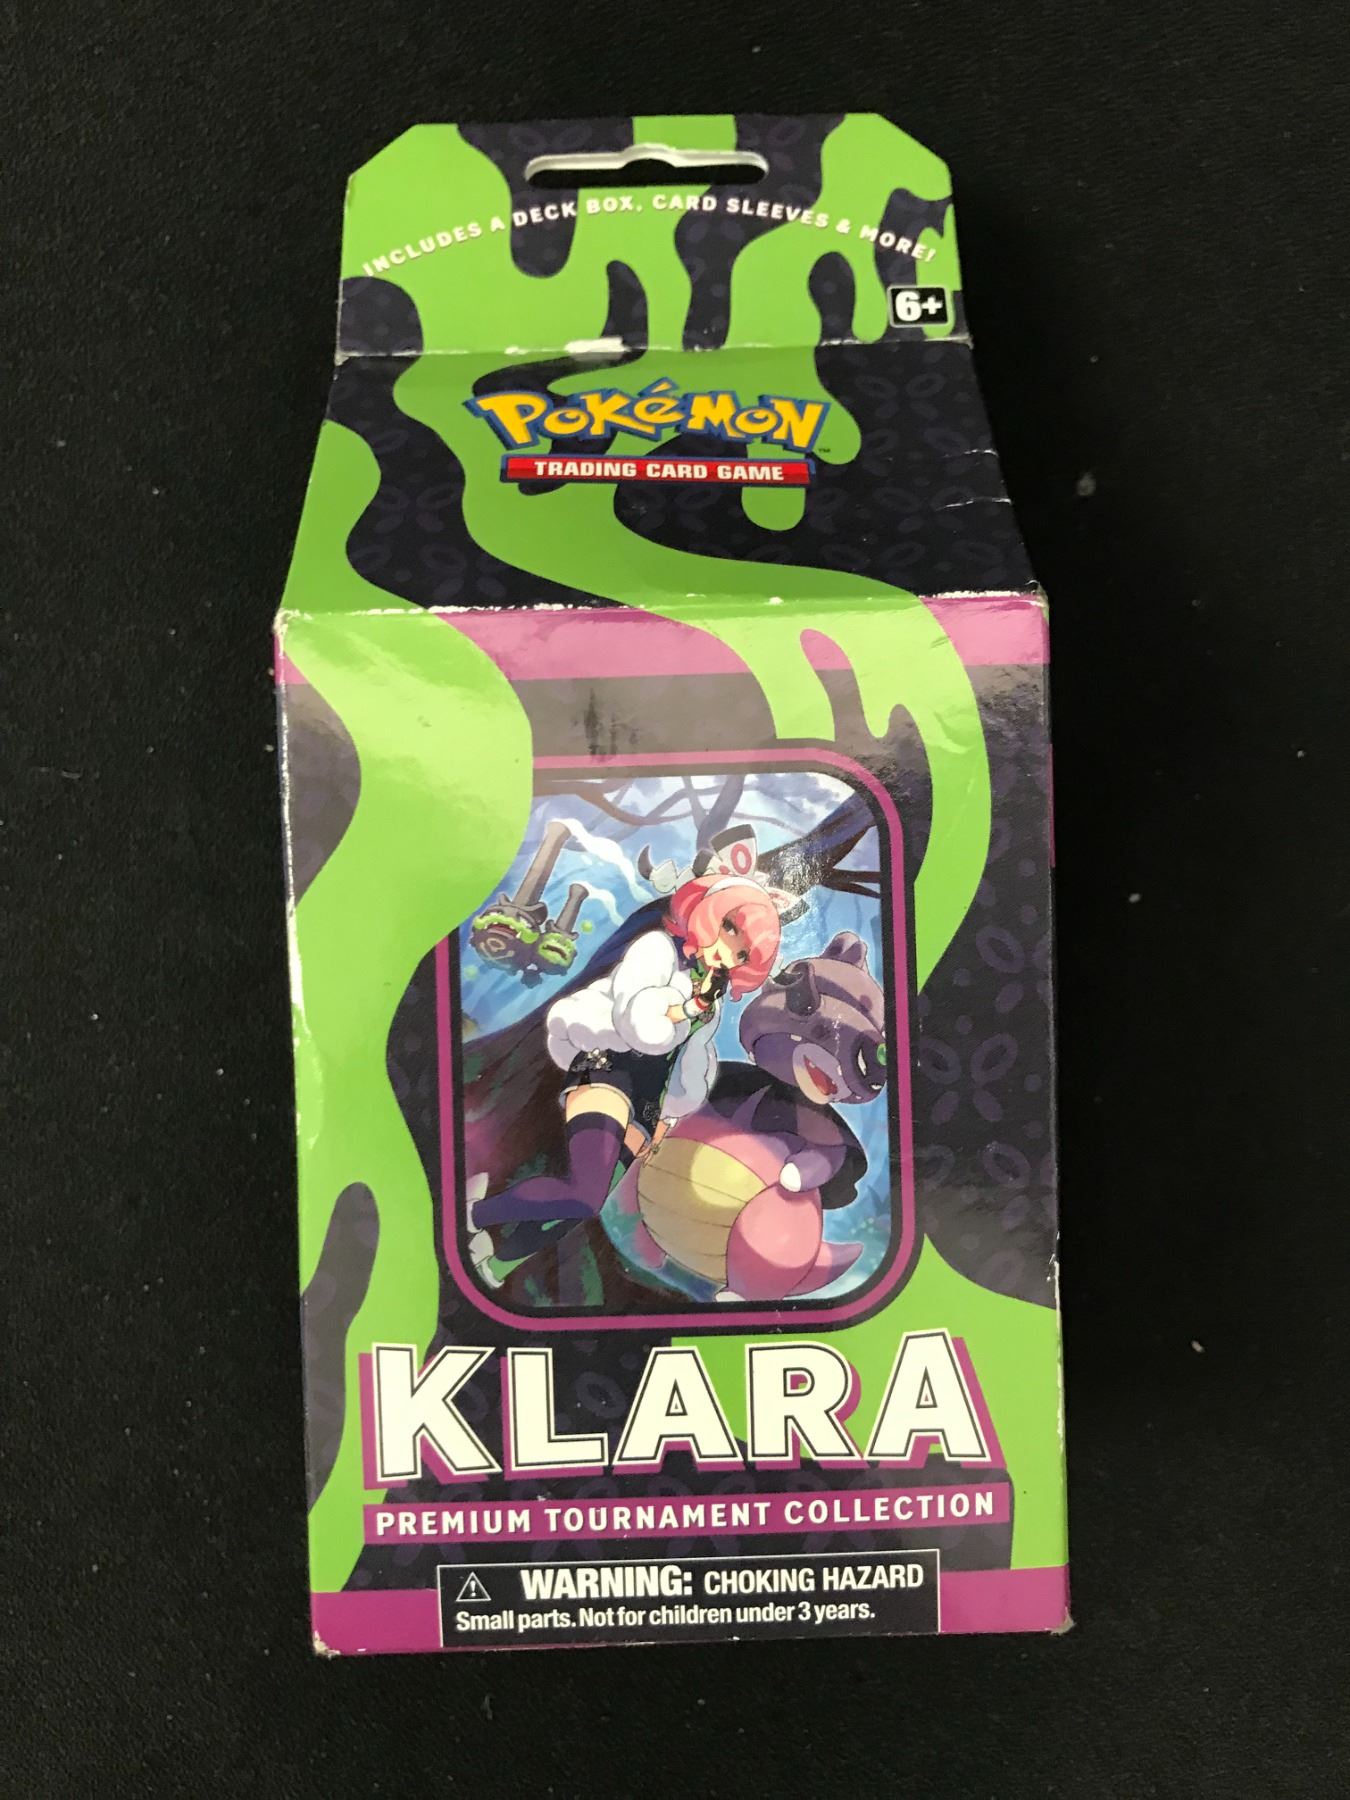 INCLUDES A DECK BOX, CARD SLEEVES & MORE!
6+
POKéMON™
TRADING CARD GAME
KLARA
PREMIUM TOURNAMENT COLLECTION
WARNING: CHOKING HAZARD
Small parts. Not for children under 3 years.